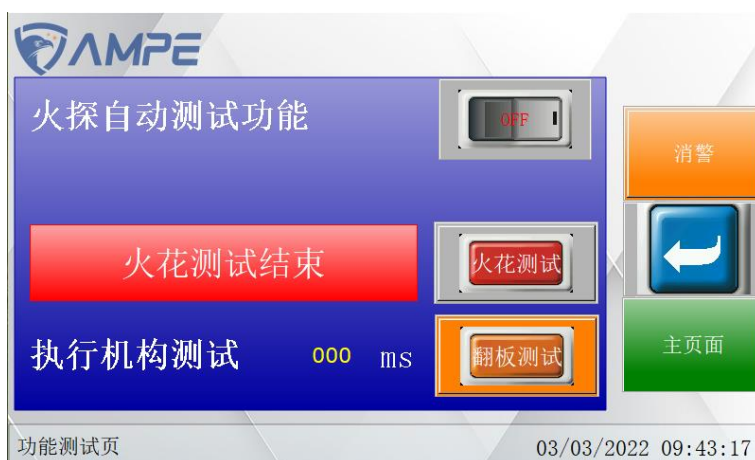 AMPE
火探自动测试功能
OFF
消警
火花测试结束
火花测试
执行机构测试 000 ms
翻板测试
主页面
功能测试页
03/03/2022 09:43:17